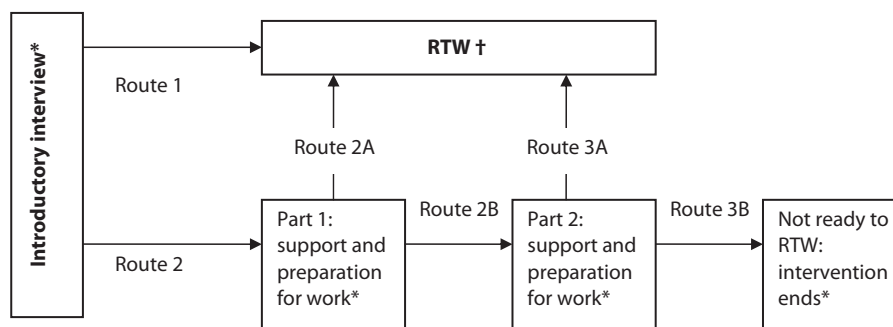 Introductory interview*
RTW †
Route 1
Route 2A
Route 3A
Route 2
Part 1:
support and
preparation
for work*
Route 2B
Part 2:
support and
preparation
for work*
Route 3B
Not ready to
RTW:
intervention
ends*